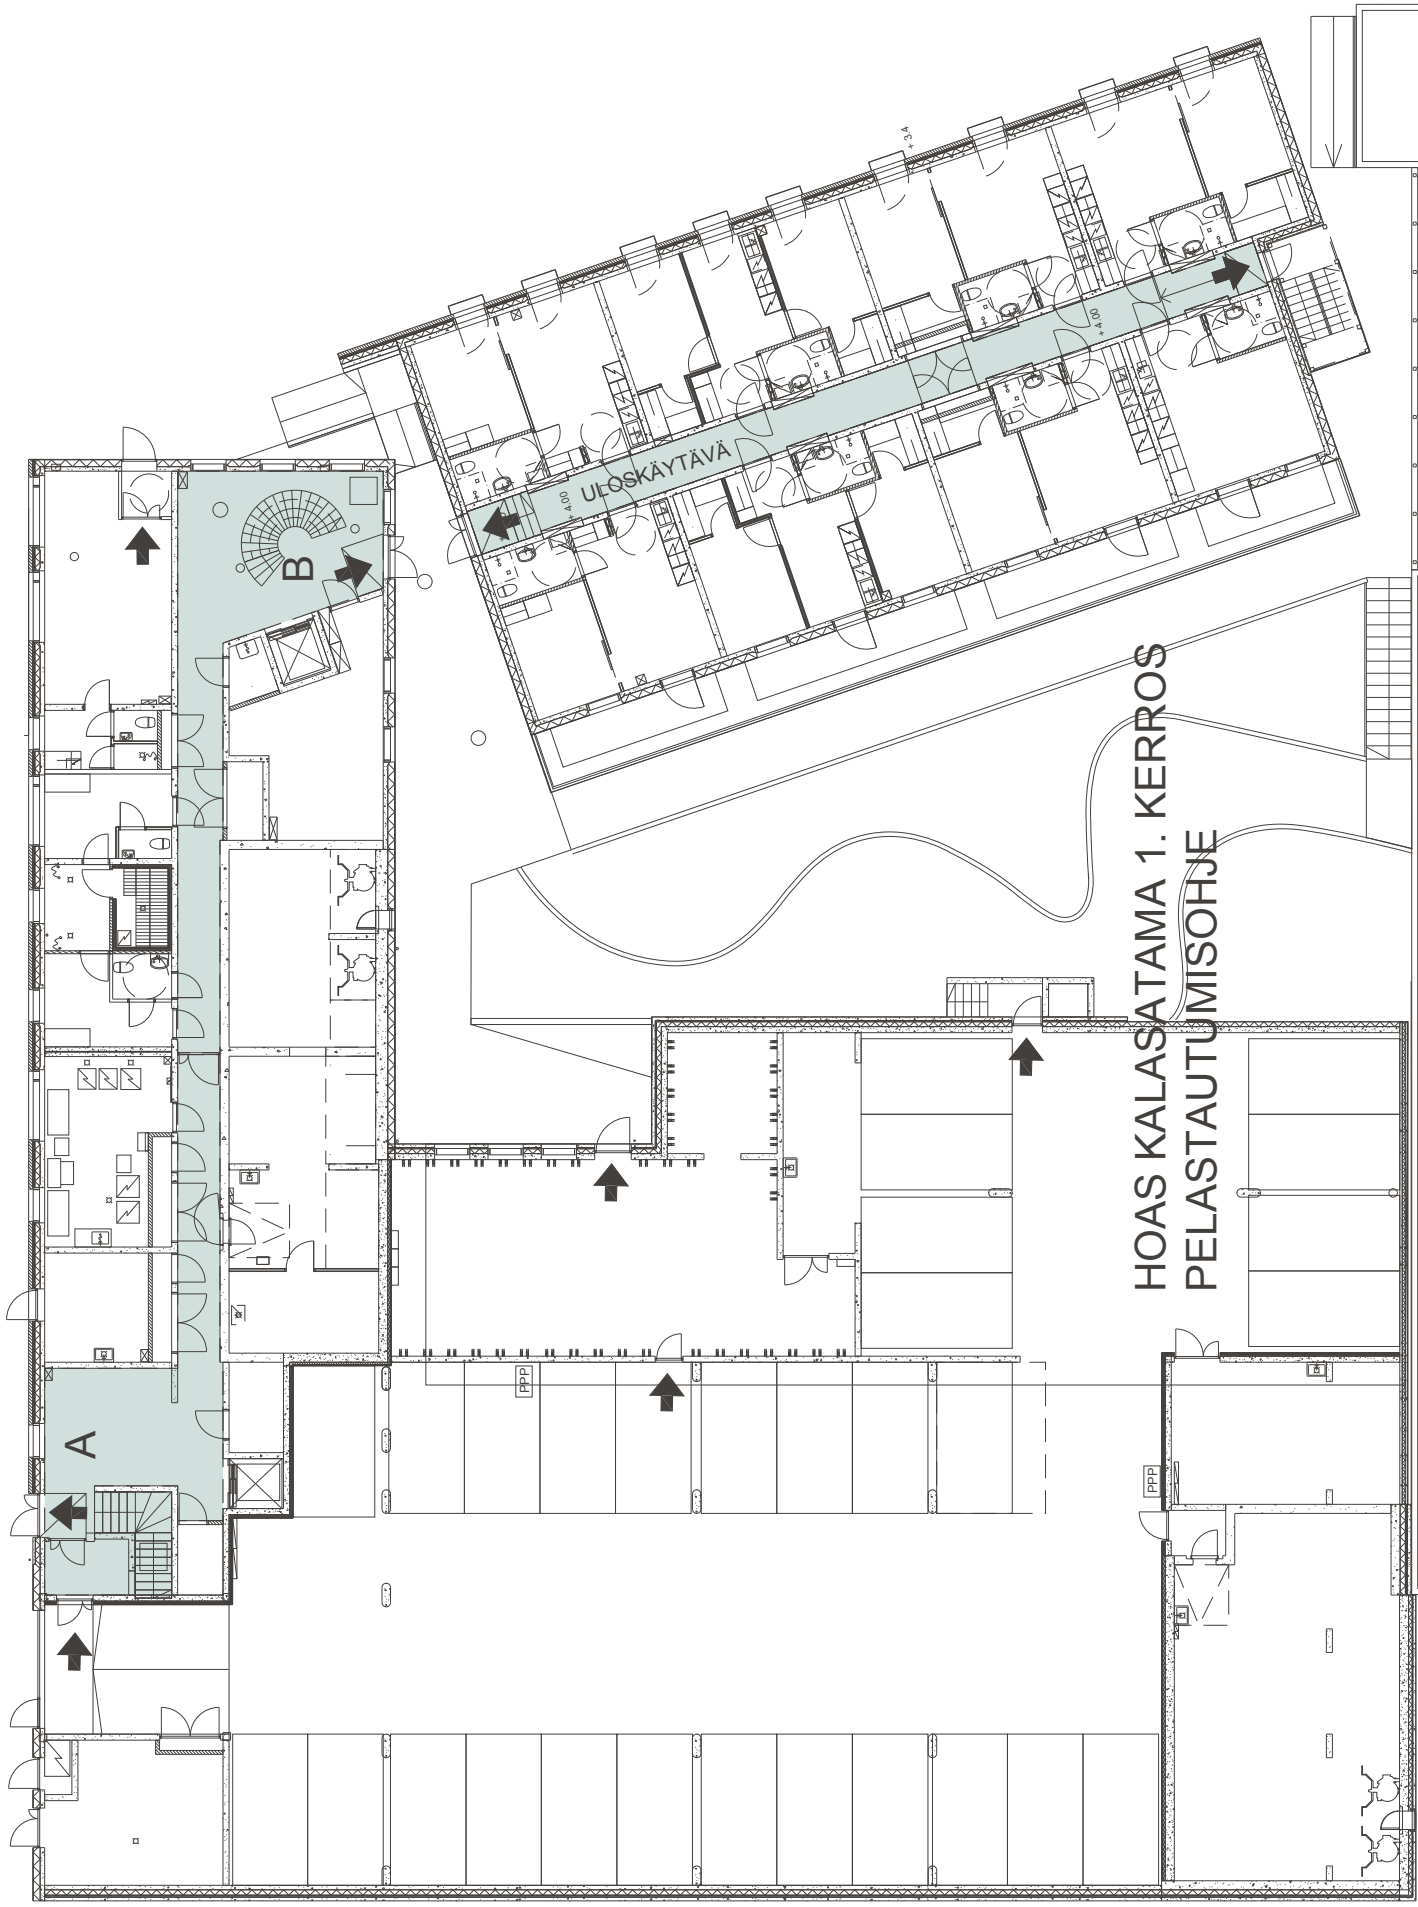 HOAS KALASATAMA 1. KERROS
PELASTAUTUMISOHJE
A
B
ULOSKÄYTÄVÄ
+ 4.00
+ 4.00
+ 3.4
PPP
PPP